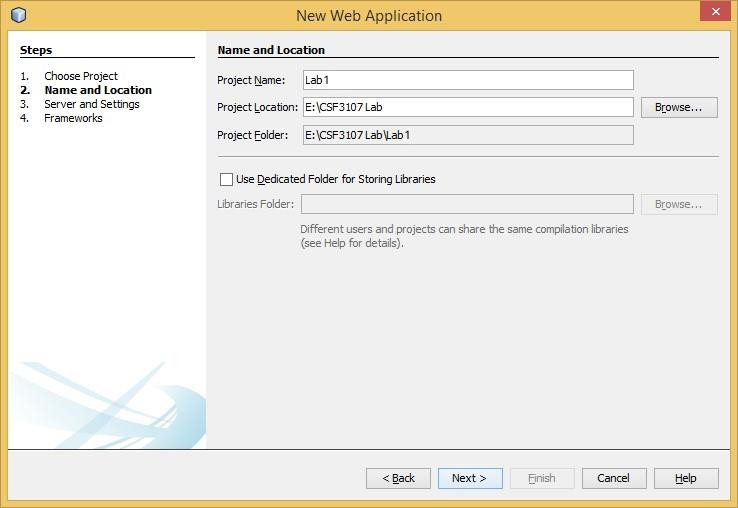 New Web Application
Steps
1. Choose Project
2. Name and Location
3. Server and Settings
4. Frameworks
Name and Location
Project Name: Lab1
Project Location: E:\CSF3107 Lab Browse...
Project Folder: E:\CSF3107 Lab\Lab1
Use Dedicated Folder for Storing Libraries
Libraries Folder: Browse...
Different users and projects can share the same compilation libraries
(see Help for details).
< Back Next > Finish Cancel Help